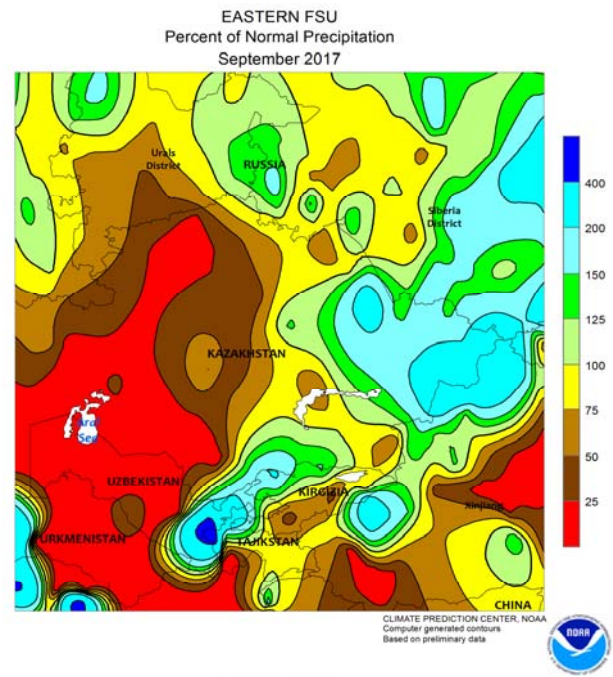 EASTERN FSU
Percent of Normal Precipitation
September 2017
Urals
District
RUSSIA
Siberia
District
400
200
150
125
100
75
50
25
KAZAKHSTAN
Aral
Sea
UZBEKISTAN
KIRGIZIA
Xinjiang
URKMENISTAN
TAJIKSTAN
CHINA
CLIMATE PREDICTION CENTER, NOAA
Computer generated contours
Based on preliminary data
NOAA